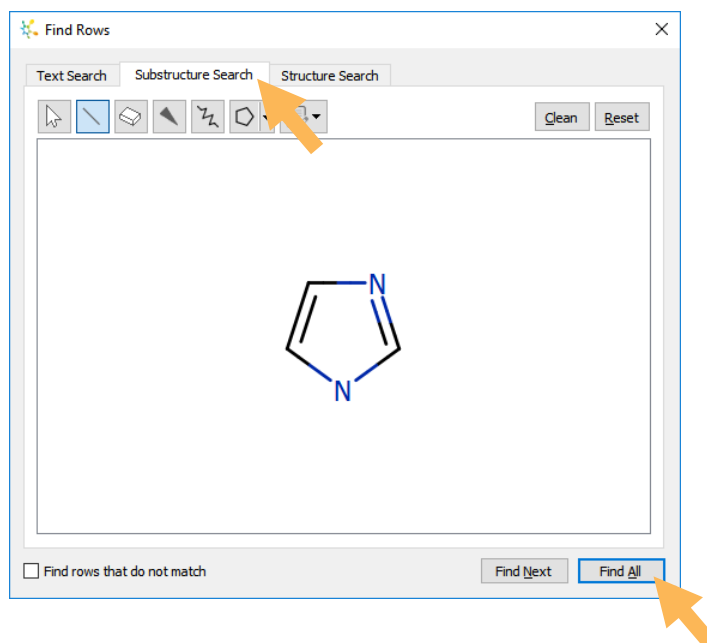 Find Rows
Text Search Substructure Search Structure Search
Clean Reset
N
N
Find rows that do not match Find Next Find All